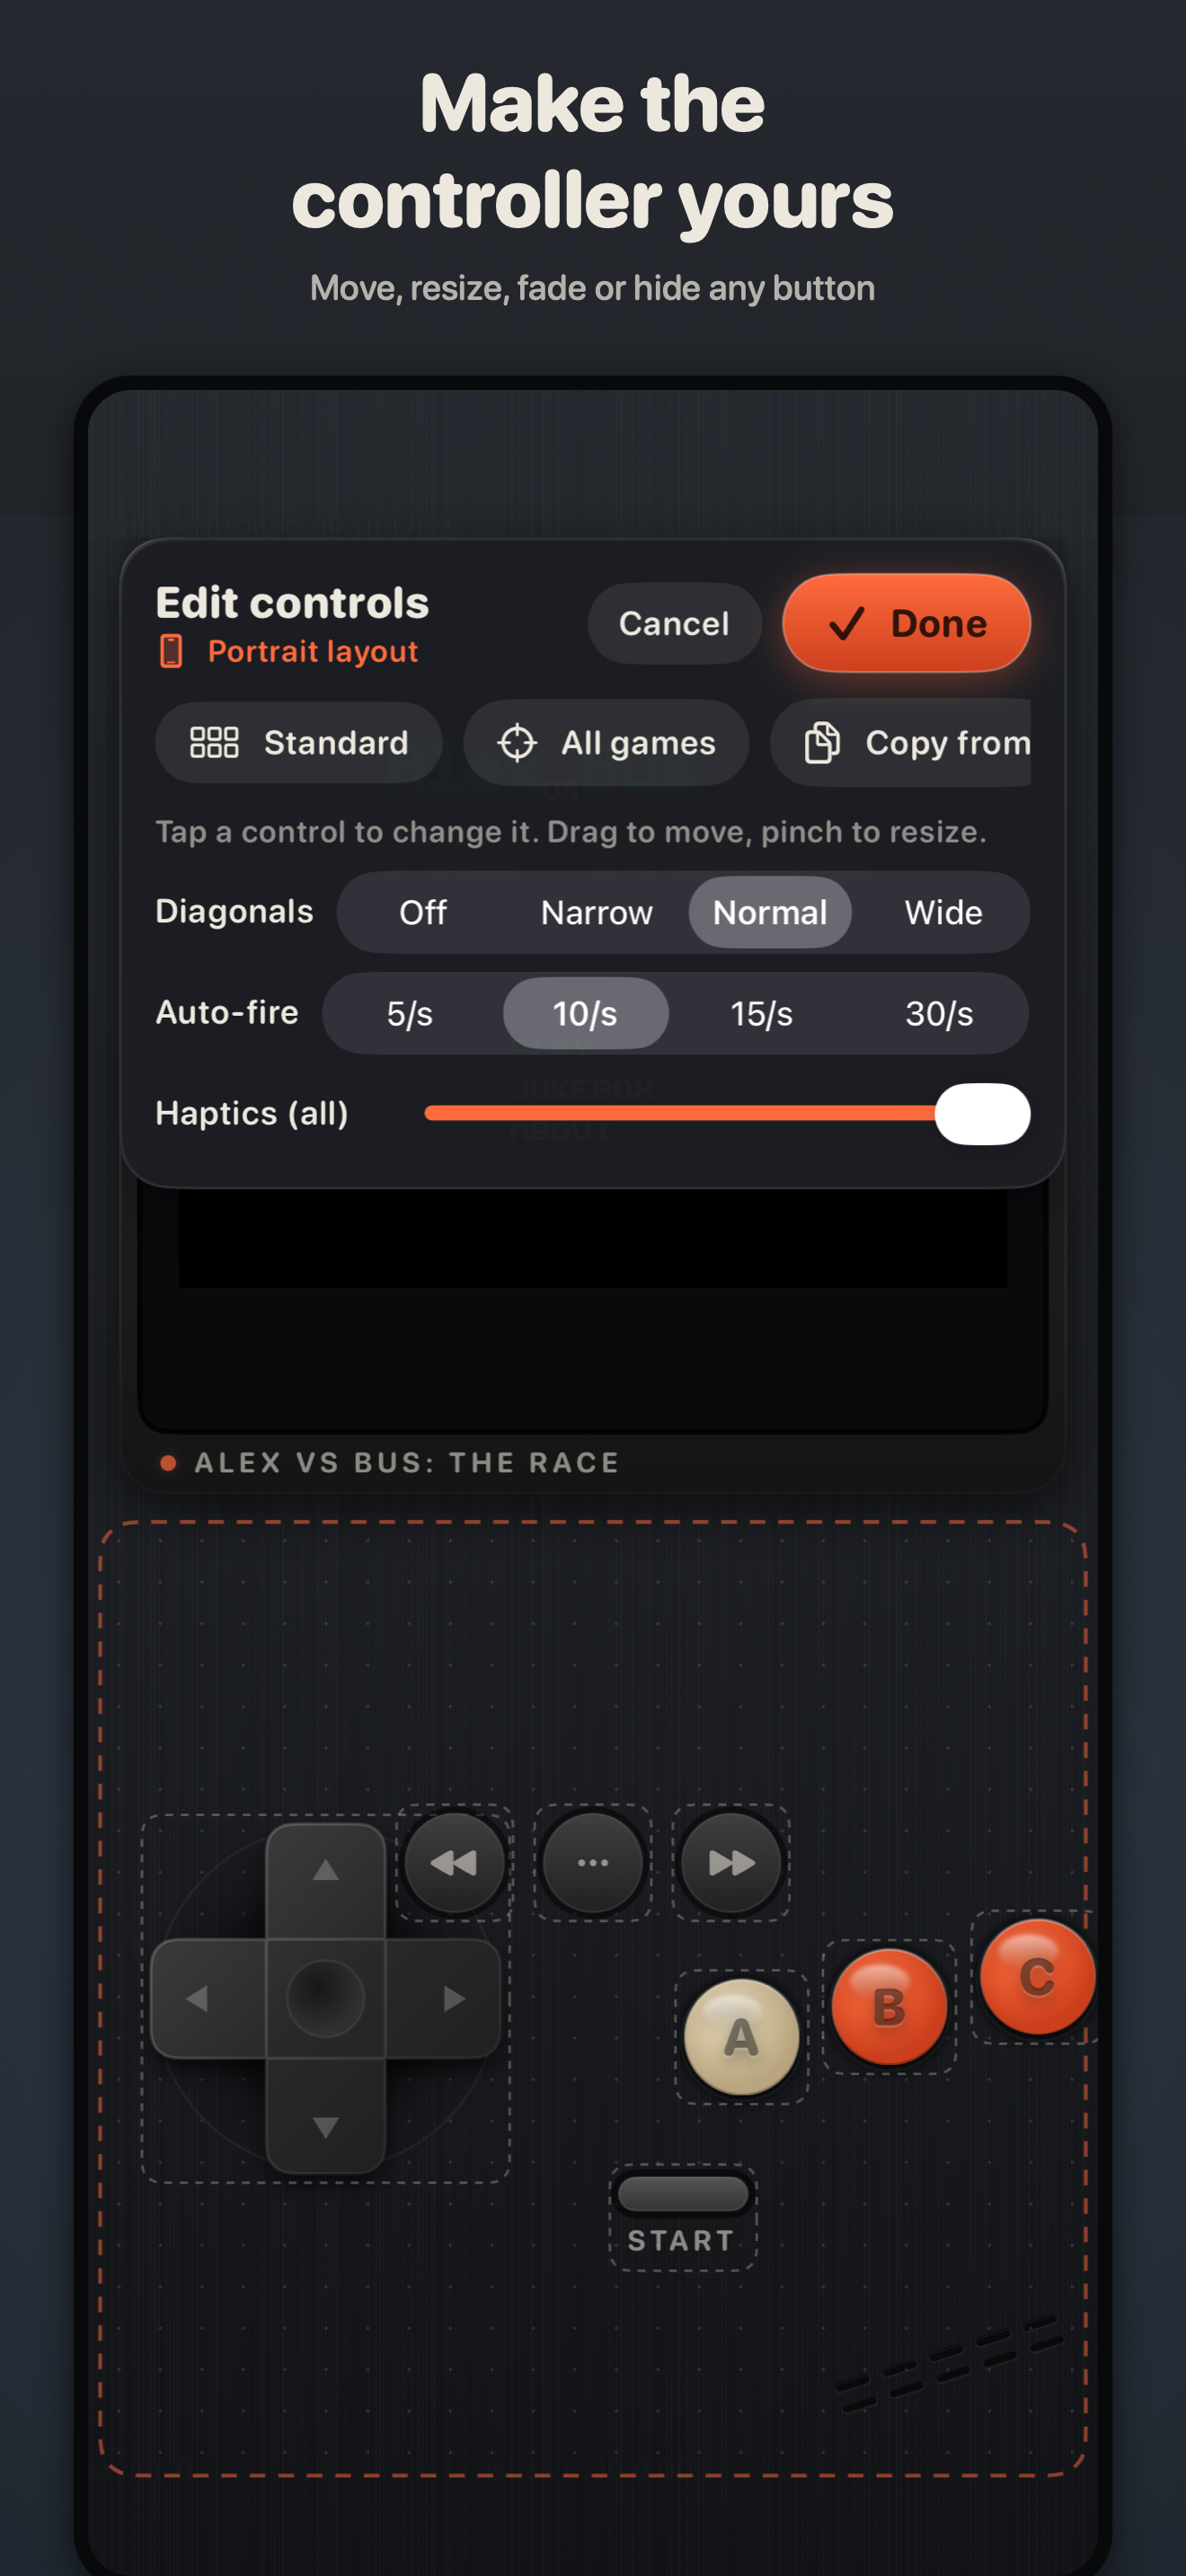 Make the
controller yours
Move, resize, fade or hide any button
Edit controls
Cancel
Done
Portrait layout
Standard
All games
Copy from
Tap a control to change it. Drag to move, pinch to resize.
Diagonals
Off
Narrow
Normal
Wide
Auto-fire
5/s
10/s
15/s
30/s
JUKEBOX
Haptics (all)
ABOUT
ALEX VS BUS: THE RACE
A
B
C
START